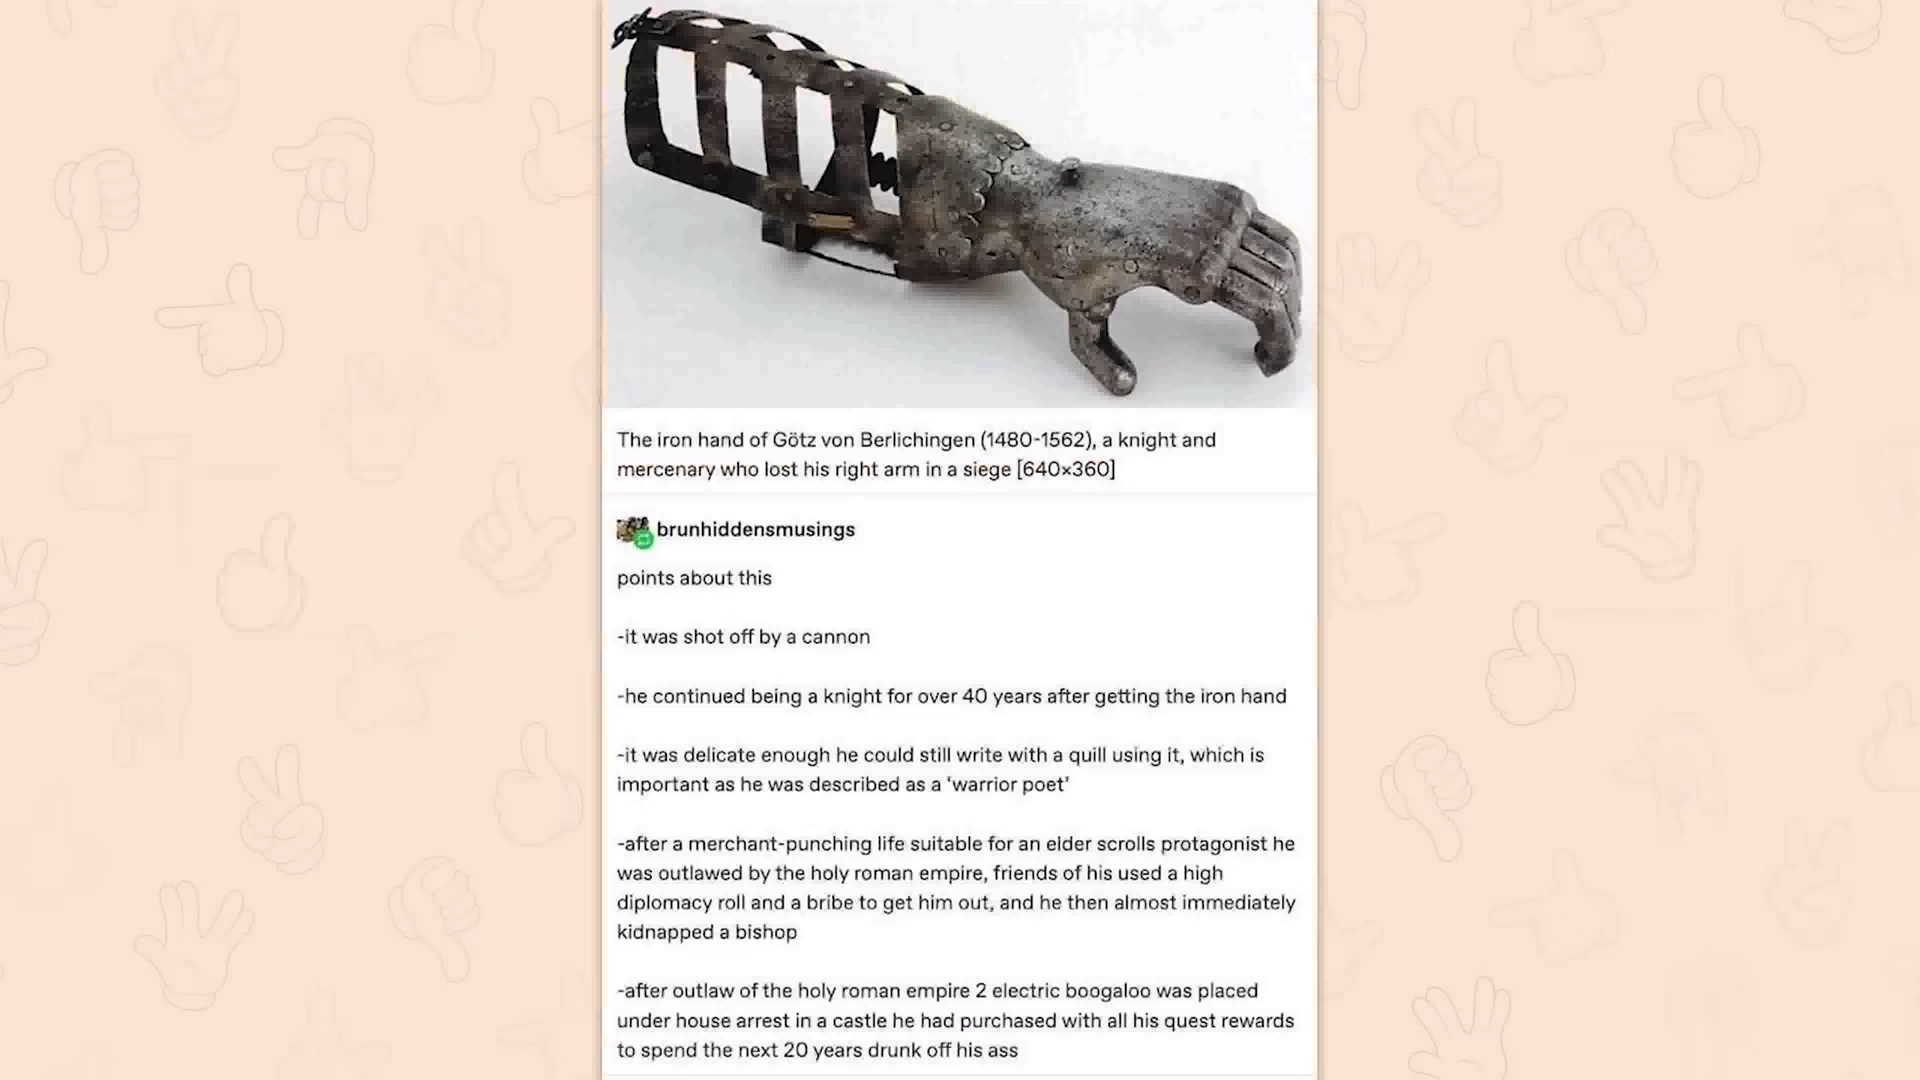 The iron hand of Götz von Berlichingen (1480-1562), a knight and
mercenary who lost his right arm in a siege [640×360]
brunhiddensmusings
points about this
-it was shot off by a cannon
-he continued being a knight for over 40 years after getting the iron hand
-it was delicate enough he could still write with a quill using it, which is
important as he was described as a ‘warrior poet’
-after a merchant-punching life suitable for an elder scrolls protagonist he
was outlawed by the holy roman empire, friends of his used a high
diplomacy roll and a bribe to get him out, and he then almost immediately
kidnapped a bishop
-after outlaw of the holy roman empire 2 electric boogaloo was placed
under house arrest in a castle he had purchased with all his quest rewards
to spend the next 20 years drunk off his ass